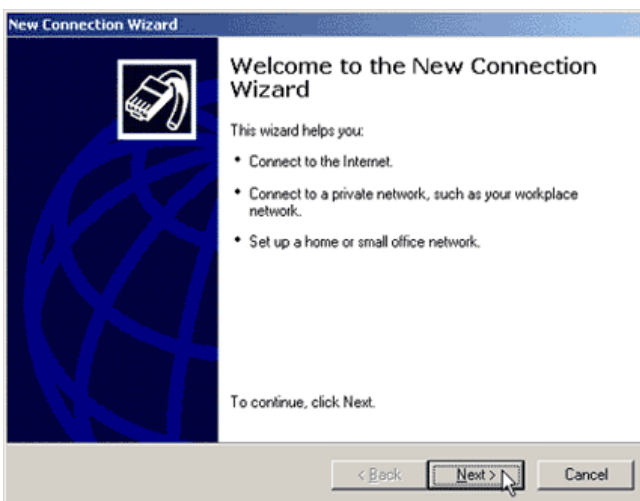 New Connection Wizard
Welcome to the New Connection
Wizard
This wizard helps you:
• Connect to the Internet.
• Connect to a private network, such as your workplace
network.
• Set up a home or small office network.
To continue, click Next.
< Back
Next >
Cancel